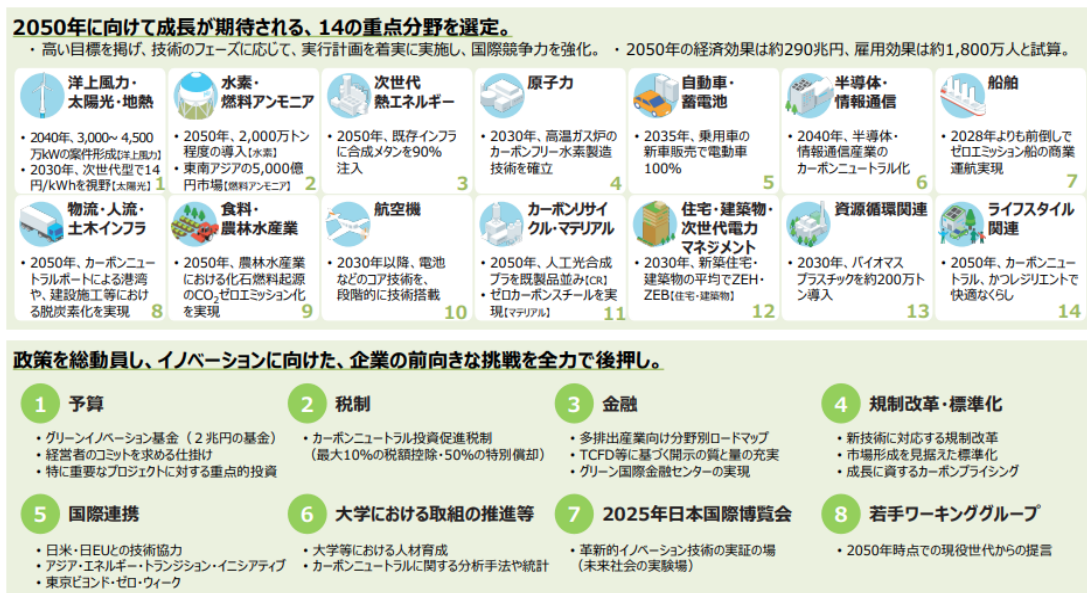 2050年に向けて成長が期待される、14の重点分野を選定。
・高い目標を掲げ、技術のフェーズに応じて、実行計画を着実に実施し、国際競争力を強化。 ・2050年の経済効果は約290兆円、雇用効果は約1,800万人と試算。
洋上風力・
太陽光・地熱
・2040年、3,000～4,500
万kWの案件形成【洋上風力】
・2030年、次世代型で14
円/kWhを視野【太陽光】
1
水素・
燃料アンモニア
・2050年、2,000万トン
程度の導入【水素】
・東南アジアの5,000億
円市場【燃料アンモニア】
2
次世代
熱エネルギー
・2050年、既存インフラ
に合成メタンを90%
注入
3
原子力
・2030年、高温ガス炉の
カーボンフリー水素製造
技術を確立
4
自動車・
蓄電池
・2035年、乗用車の
新車販売で電動車
100%
5
半導体・
情報通信
・2040年、半導体・
情報通信産業の
カーボンニュートラル化
6
船舶
・2028年よりも前倒しで
ゼロエミッション船の商業
運航実現
7
物流・人流・
土木インフラ
・2050年、カーボンニュー
トラルポートによる港湾
や、建設施工等におけ
る脱炭素化を実現
8
食料・
農林水産業
・2050年、農林水産業
における化石燃料起源
のCO₂ゼロエミッション化
を実現
9
航空機
・2030年以降、電池
などのコア技術を、
段階的に技術搭載
10
カーボンリサイ
クル・マテリアル
・2050年、人工光合成
プラを既製品並み【CR】
・ゼロカーボンスチールを実
現【マテリアル】
11
住宅・建築物・
次世代電力
マネジメント
・2030年、新築住宅・
建築物の平均でZEH・
ZEB【住宅・建築物】
12
資源循環関連
・2030年、バイオマス
プラスチックを約200万ト
ン導入
13
ライフスタイル
関連
・2050年、カーボンニュー
トラル、かつレジリエントで
快適なくらし
14
政策を総動員し、イノベーションに向けた、企業の前向きな挑戦を全力で後押し。
1 予算
・グリーンイノベーション基金（２兆円の基金）
・経営者のコミットを求める仕掛け
・特に重要なプロジェクトに対する重点的投資
2 税制
・カーボンニュートラル投資促進税制
（最大10%の税額控除・50%の特別償却）
3 金融
・多排出産業向け分野別ロードマップ
・TCFD等に基づく開示の質と量の充実
・グリーン国際金融センターの実現
4 規制改革・標準化
・新技術に対応する規制改革
・市場形成を見据えた標準化
・成長に資するカーボンプライシング
5 国際連携
・日米・日EUとの技術協力
・アジア・エネルギー・トランジション・イニシアティブ
・東京ビヨンド・ゼロ・ウィーク
6 大学における取組の推進等
・大学等における人材育成
・カーボンニュートラルに関する分析手法や統計
7 2025年日本国際博覧会
・革新的イノベーション技術の実証の場
（未来社会の実験場）
8 若手ワーキンググループ
・2050年時点での現役世代からの提言